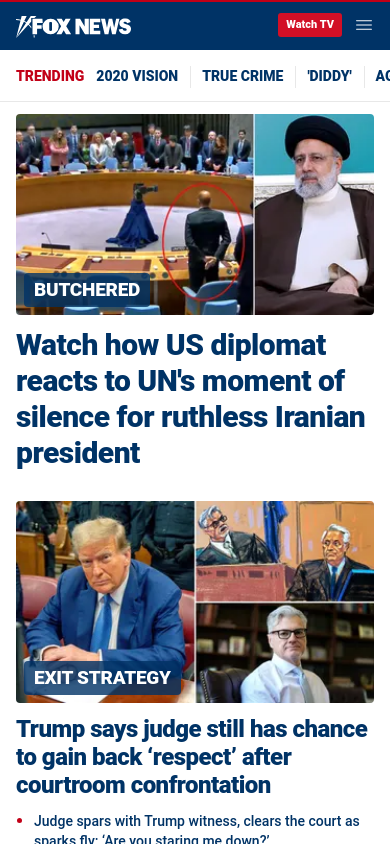 FOX NEWS
Watch TV
TRENDING 2020 VISION TRUE CRIME 'DIDDY'
BUTCHERED
Watch how US diplomat
reacts to UN's moment of
silence for ruthless Iranian
president
EXIT STRATEGY
Trump says judge still has chance
to gain back ‘respect’ after
courtroom confrontation
• Judge spars with Trump witness, clears the court as
sparks fly: ‘Are you staring me down?’